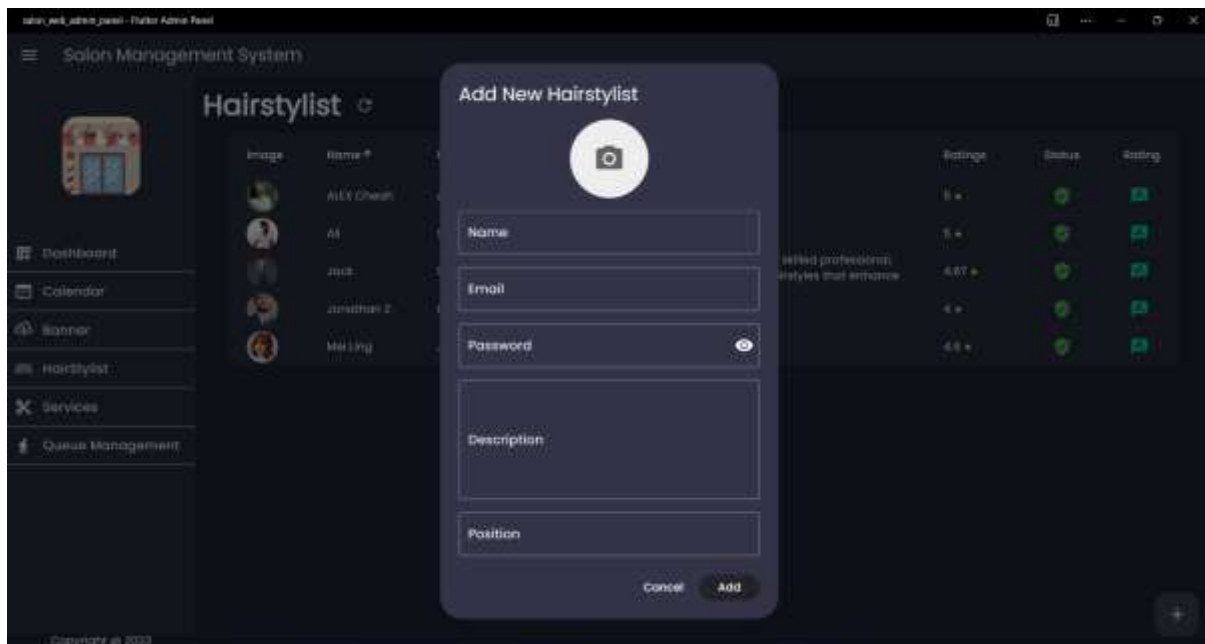 salon_web_admin_panel - Flutter Admin Panel
Salon Management System
Hairstylist
Add New Hairstylist
Image Name Ratings Status Rating
ALEX Cheah 5
Ali 5
skilled professional,
Jack 4.67
hairstyles that enhance
Jonathan Z 4
Mei Ling 4.6
Dashboard
Calendar
Banner
HairStylist
Services
Queue Management
Name
Email
Password
Description
Position
Cancel Add
+
Copyright @ 2023